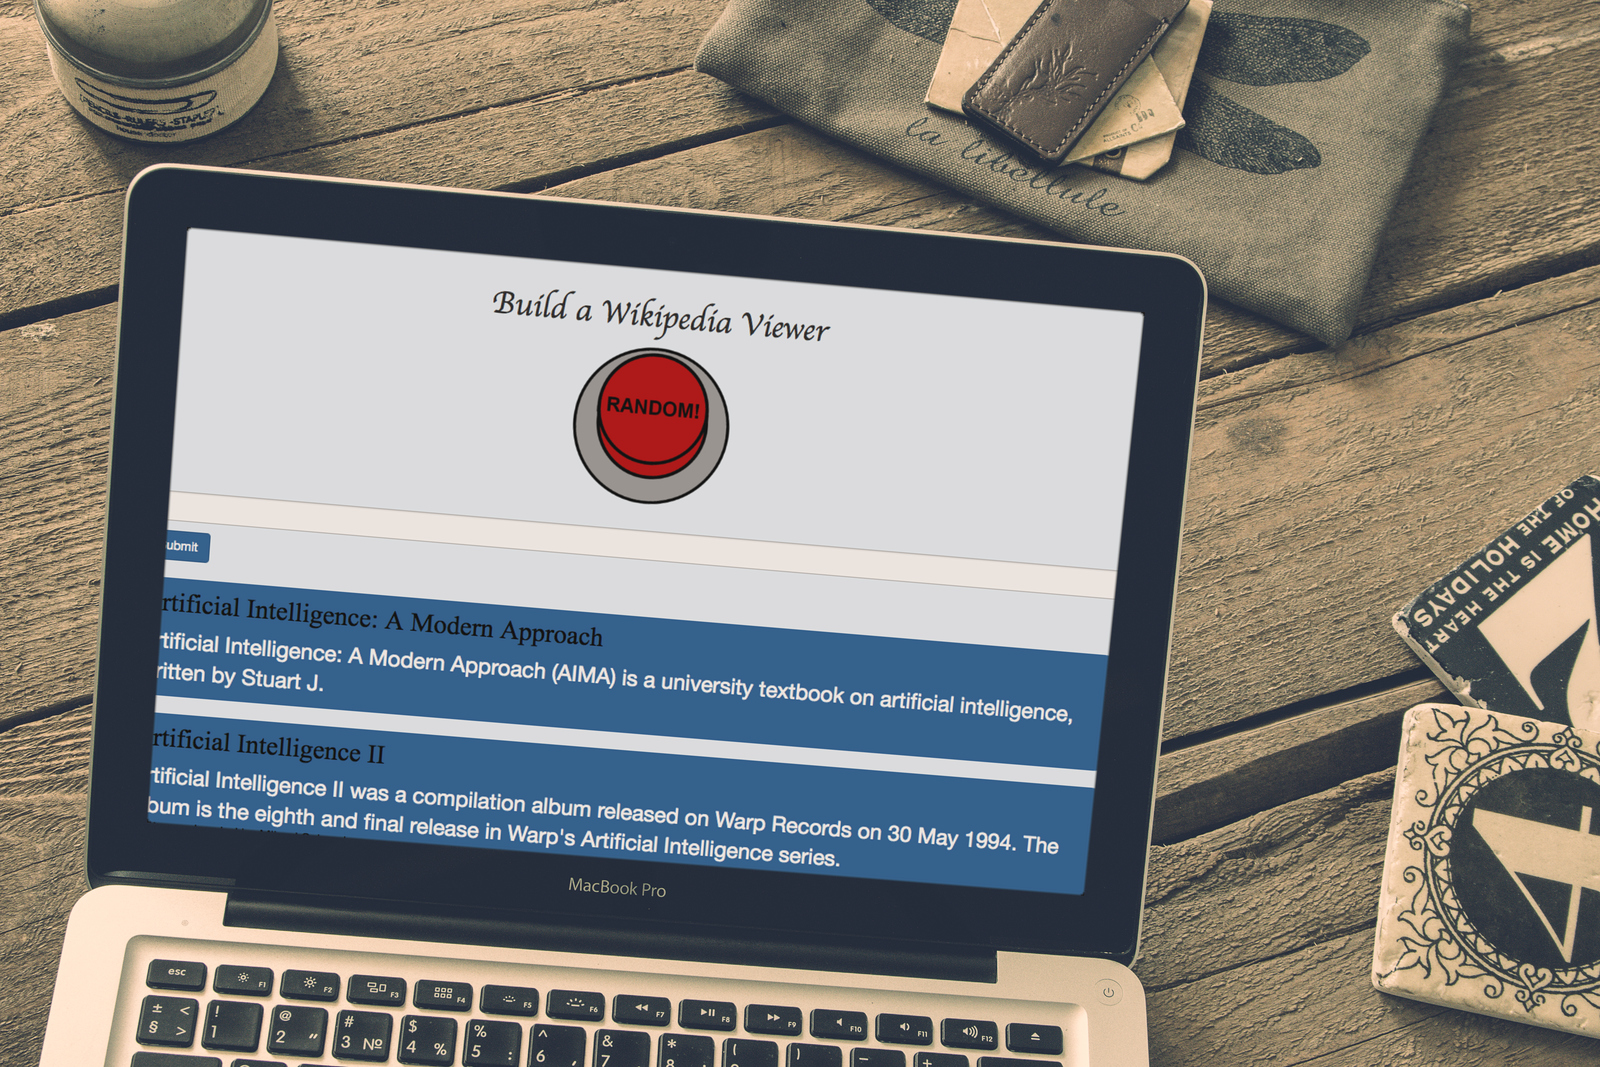 la libellule
Build a Wikipedia Viewer
RANDOM!
ubmit
rtificial Intelligence: A Modern Approach
rtificial Intelligence: A Modern Approach (AIMA) is a university textbook on artificial intelligence,
ritten by Stuart J.
rtificial Intelligence II
rtificial Intelligence II was a compilation album released on Warp Records on 30 May 1994. The
bum is the eighth and final release in Warp's Artificial Intelligence series.
MacBook Pro
HOME IS THE HEART
OF THE HOLIDAYS
esc F1 F2 F3 F4 F5 F6 F7 F8 F9 F10 F11 F12
± < ! @ # $ % ^ & * ( ) − +
§ > 1 2 “ 3 № 4 % 5 : 6 , 7 8